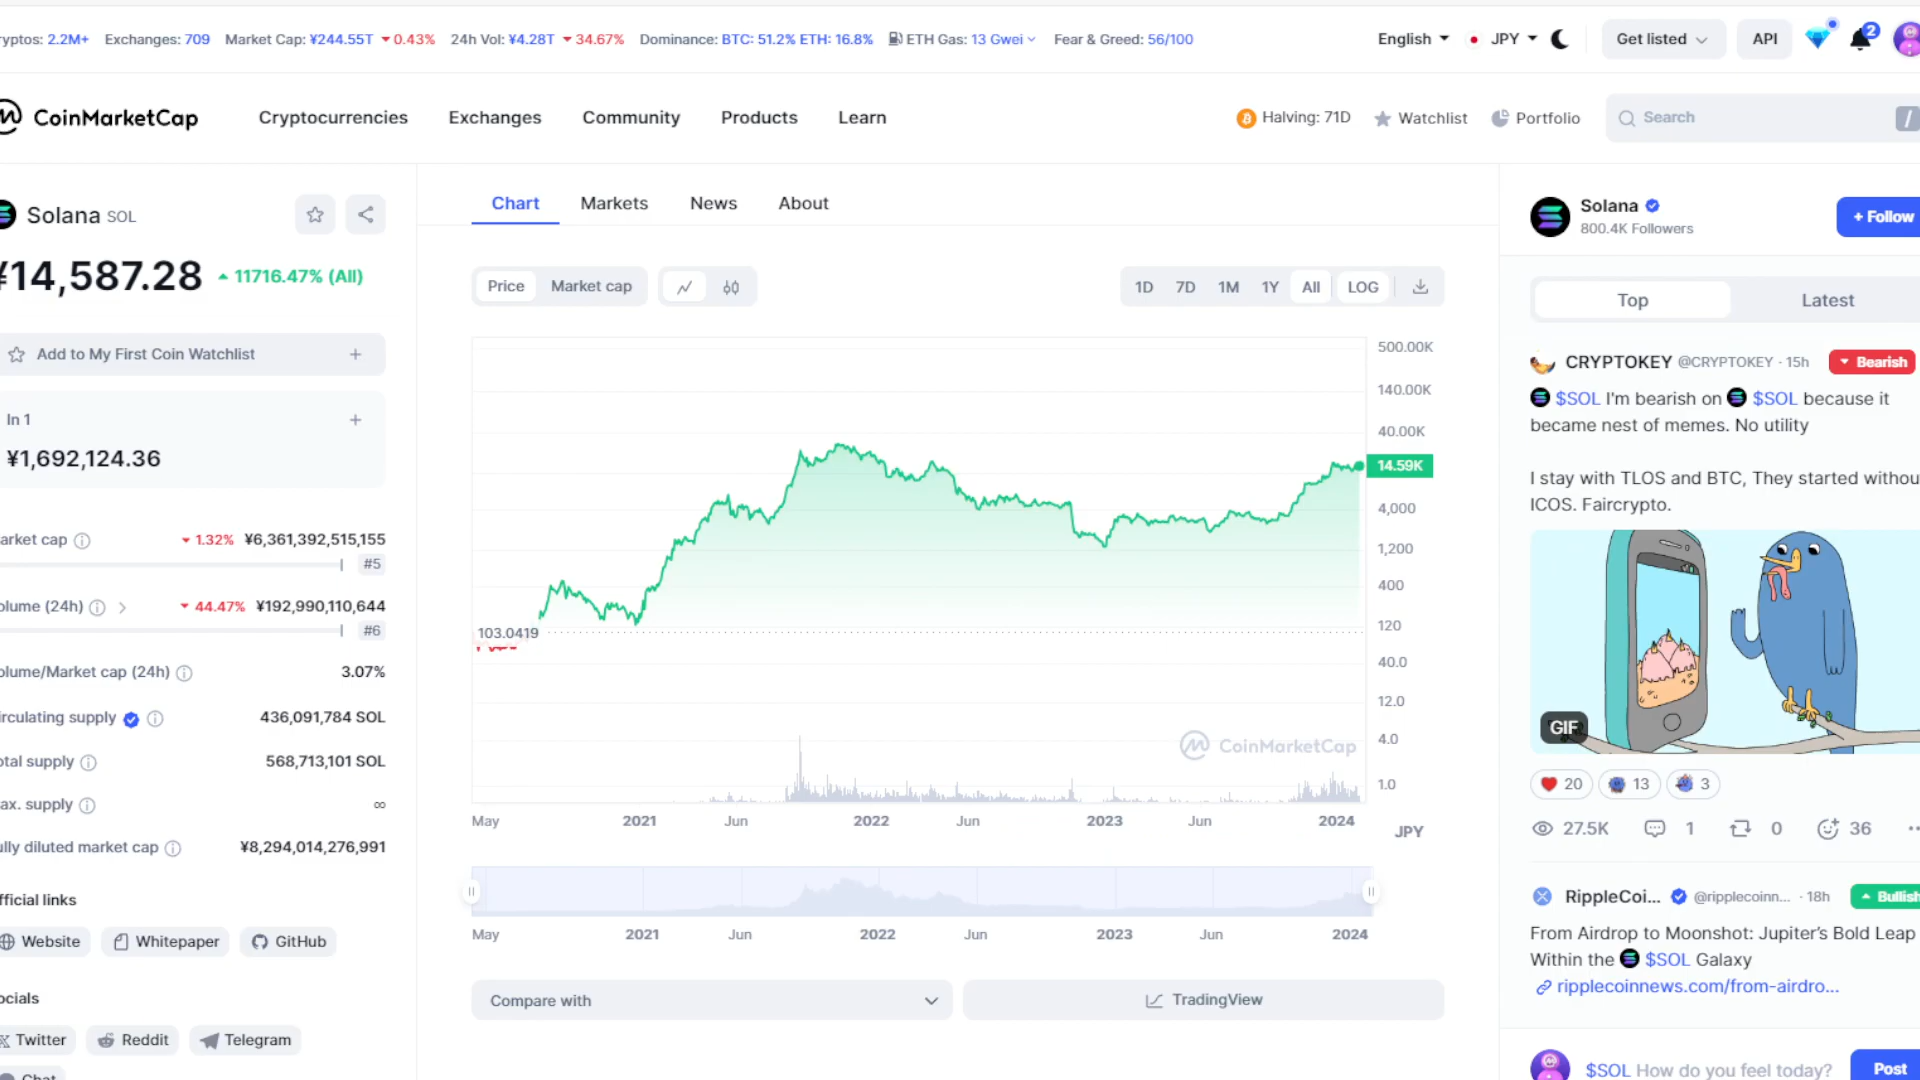 ryptos: 2.2M+ Exchanges: 709 Market Cap: ¥244.55T 0.43% 24h Vol: ¥4.28T 34.67% Dominance: BTC: 51.2% ETH: 16.8% ETH Gas: 13 Gwei Fear & Greed: 56/100 English JPY Get listed API 2
CoinMarketCap Cryptocurrencies Exchanges Community Products Learn Halving: 71D Watchlist Portfolio Search /
Solana SOL
¥14,587.28 11716.47% (All)
Add to My First Coin Watchlist +
In 1 +
¥1,692,124.36
arket cap 1.32% ¥6,361,392,515,155
#5
olume (24h) 44.47% ¥192,990,110,644
#6
olume/Market cap (24h) 3.07%
irculating supply 436,091,784 SOL
otal supply 568,713,101 SOL
ax. supply ∞
ully diluted market cap ¥8,294,014,276,991
fficial links
Website Whitepaper GitHub
ocials
Twitter Reddit Telegram
Chat
Chart Markets News About
Price Market cap 1D 7D 1M 1Y All LOG
500.00K
140.00K
40.00K
14.59K
4,000
1,200
400
120
103.0419
40.0
12.0
4.0
CoinMarketCap
1.0
May 2021 Jun 2022 Jun 2023 Jun 2024
JPY
May 2021 Jun 2022 Jun 2023 Jun 2024
Compare with TradingView
Solana
800.4K Followers
+ Follow
Top Latest
CRYPTOKEY @CRYPTOKEY · 15h Bearish
$SOL I'm bearish on $SOL because it
became nest of memes. No utility
I stay with TLOS and BTC, They started withou
ICOS. Faircrypto.
GIF
20 13 3
27.5K 1 0 36
RippleCoi... @ripplecoinn... · 18h Bullish
From Airdrop to Moonshot: Jupiter's Bold Leap
Within the $SOL Galaxy
ripplecoinnews.com/from-airdro...
$SOL How do you feel today? Post